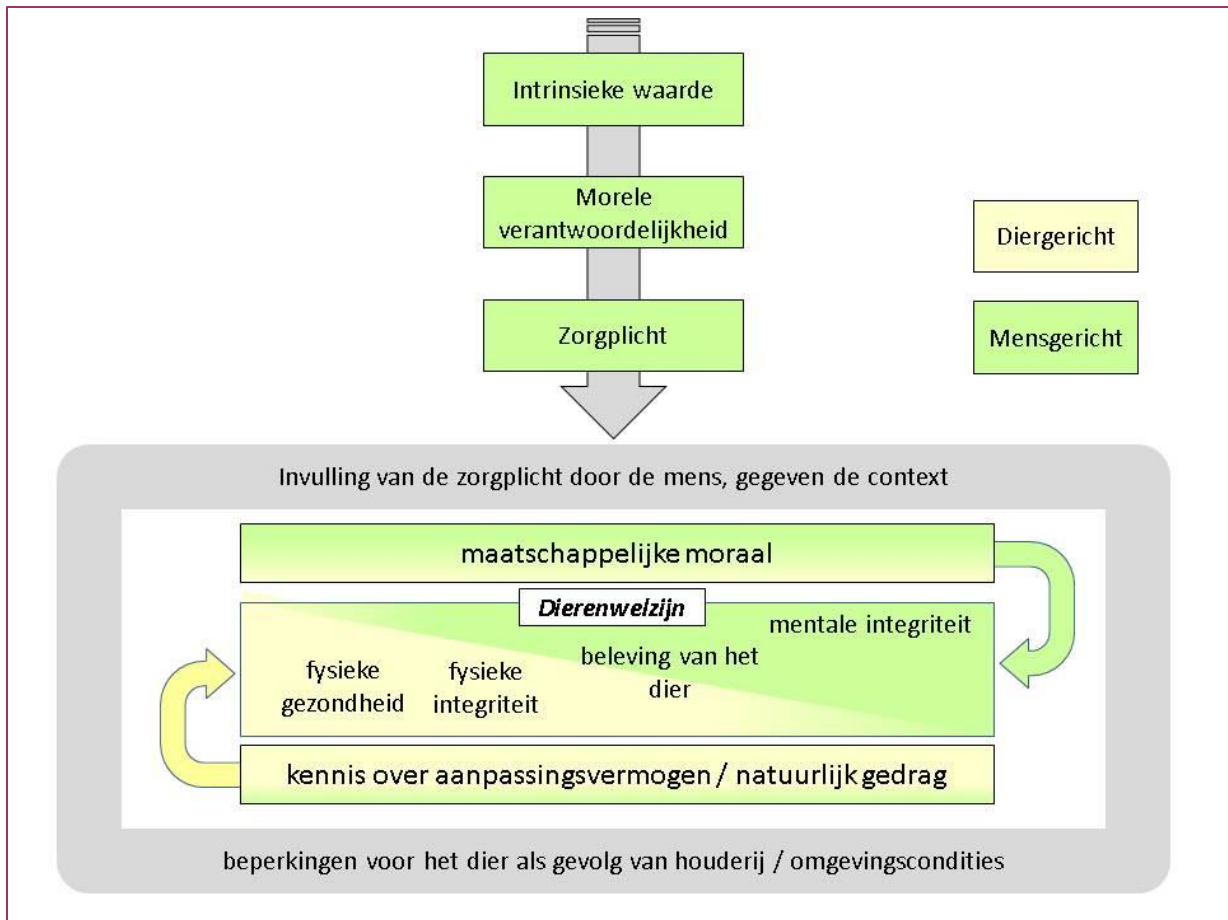 Intrinsieke waarde
Morele
verantwoordelijkheid
Zorgplicht
Diergericht
Mensgericht
Invulling van de zorgplicht door de mens, gegeven de context
maatschappelijke moraal
Dierenwelzijn
mentale integriteit
beleving van het
dier
fysieke
gezondheid
fysieke
integriteit
kennis over aanpassingsvermogen / natuurlijk gedrag
beperkingen voor het dier als gevolg van houderij / omgevingscondities